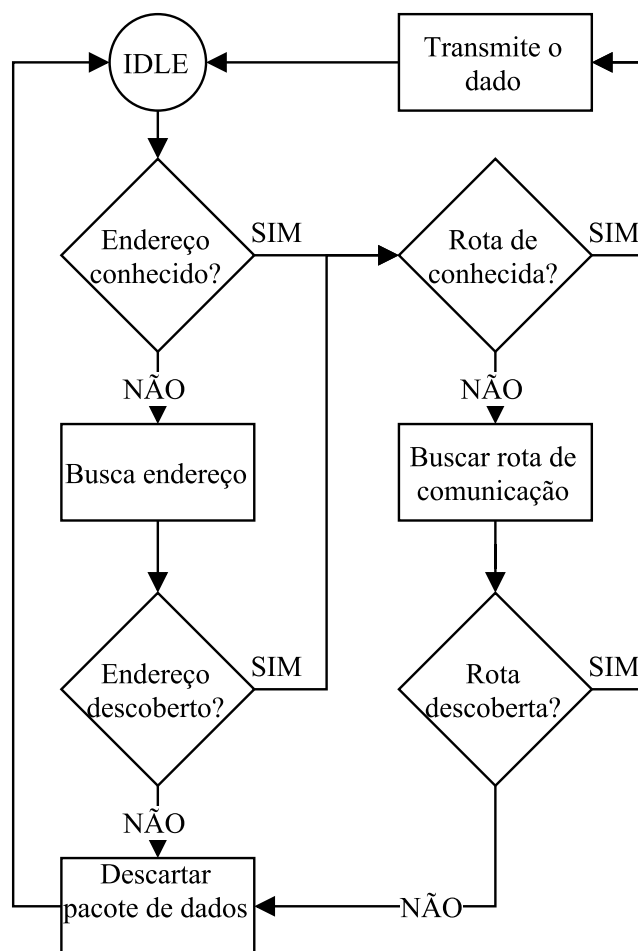 IDLE
Transmite o
dado
Endereço
conhecido?
SIM
Rota de
conhecida?
SIM
NÃO
NÃO
Busca endereço
Buscar rota de
comunicação
Endereço
descoberto?
SIM
Rota
descoberta?
SIM
NÃO
Descartar
pacote de dados
NÃO